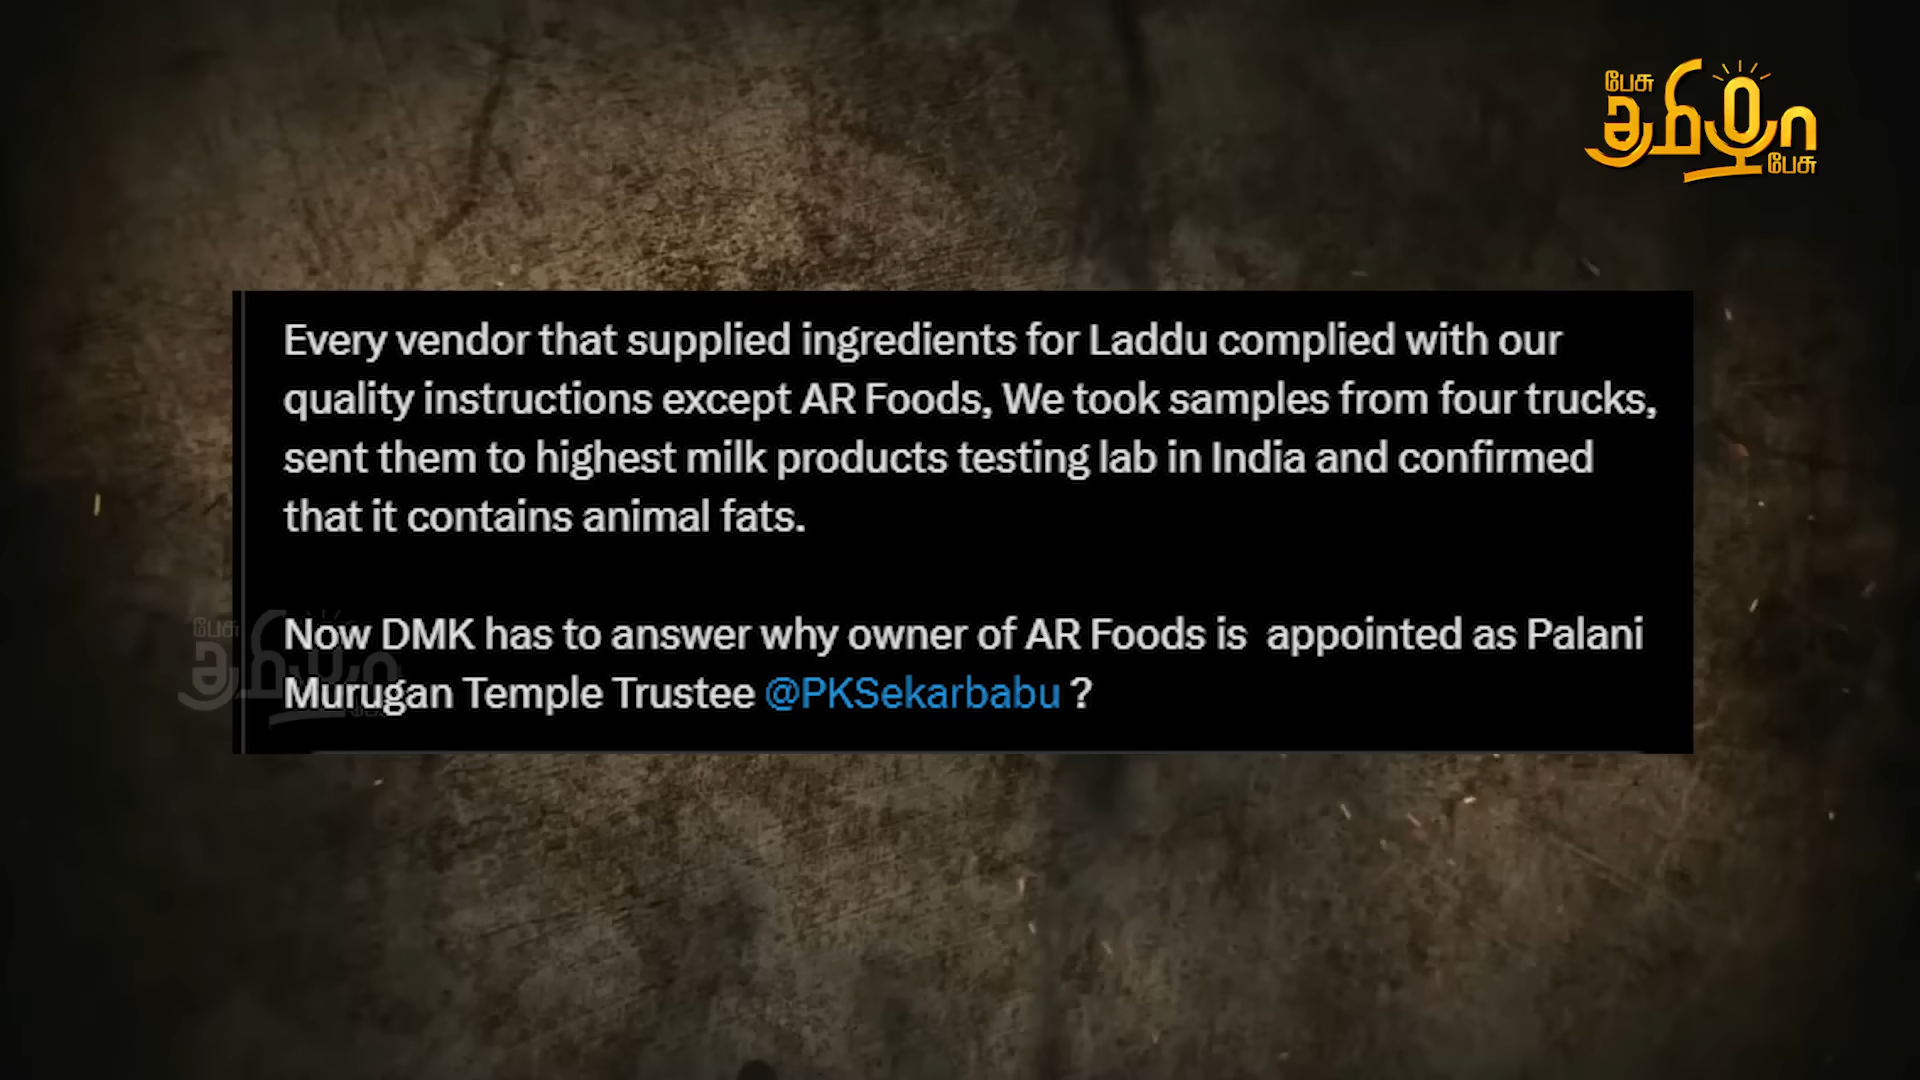 பேசு
தமிழா
பேசு
Every vendor that supplied ingredients for Laddu complied with our
quality instructions except AR Foods, We took samples from four trucks,
sent them to highest milk products testing lab in India and confirmed
that it contains animal fats.
Now DMK has to answer why owner of AR Foods is appointed as Palani
Murugan Temple Trustee @PKSekarbabu ?
பேசு
தமிழா